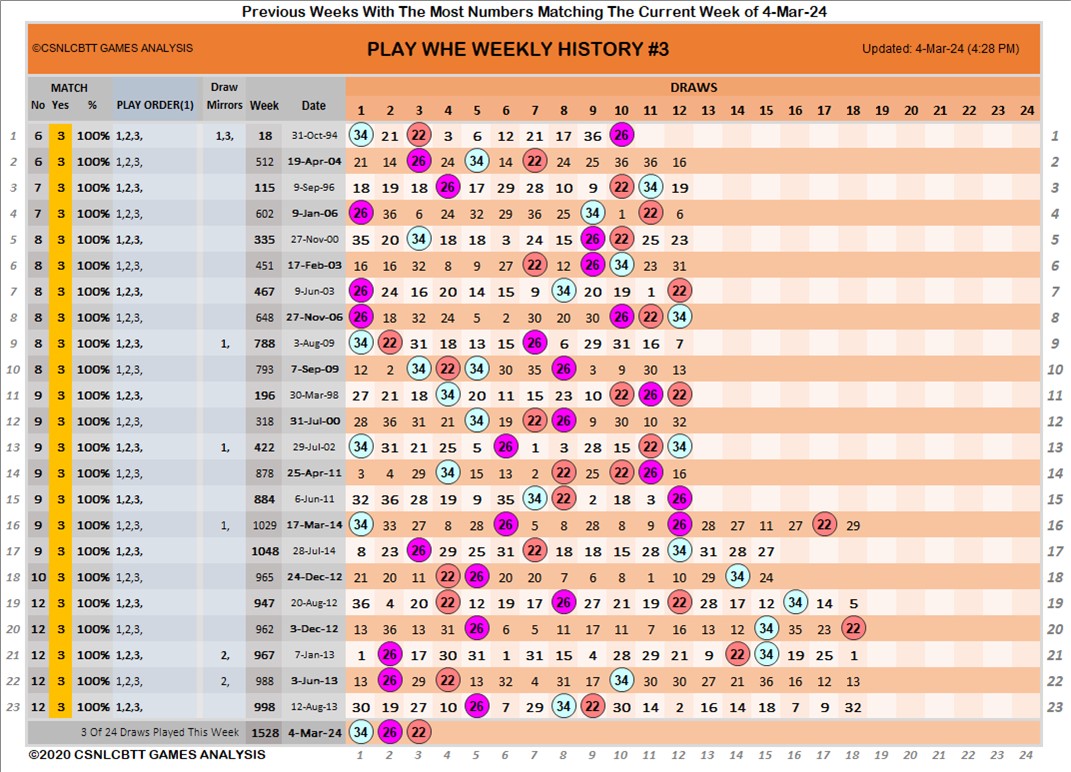 Previous Weeks With The Most Numbers Matching The Current Week of 4-Mar-24
©CSNLCBTT GAMES ANALYSIS PLAY WHE WEEKLY HISTORY #3 Updated: 4-Mar-24 (4:28 PM)
MATCH Draw DRAWS
No Yes % PLAY ORDER(1) Mirrors Week Date 1 2 3 4 5 6 7 8 9 10 11 12 13 14 15 16 17 18 19 20 21 22 23 24
1 6 3 100% 1,2,3, 1,3, 18 31-Oct-94 34 21 22 3 6 12 21 17 36 26 1
2 6 3 100% 1,2,3, 512 19-Apr-04 21 14 26 24 34 14 22 24 25 36 36 16 2
3 7 3 100% 1,2,3, 115 9-Sep-96 18 19 18 26 17 29 28 10 9 22 34 19 3
4 7 3 100% 1,2,3, 602 9-Jan-06 26 36 6 24 32 29 36 25 34 1 22 6 4
5 8 3 100% 1,2,3, 335 27-Nov-00 35 20 34 18 18 3 24 15 26 22 25 23 5
6 8 3 100% 1,2,3, 451 17-Feb-03 16 16 32 8 9 27 22 12 26 34 23 31 6
7 8 3 100% 1,2,3, 467 9-Jun-03 26 24 16 20 14 15 9 34 20 19 1 22 7
8 8 3 100% 1,2,3, 648 27-Nov-06 26 18 32 24 5 2 30 20 30 26 22 34 8
9 8 3 100% 1,2,3, 1, 788 3-Aug-09 34 22 31 18 13 15 26 6 29 31 16 7 9
10 8 3 100% 1,2,3, 793 7-Sep-09 12 2 34 22 34 30 35 26 3 9 30 13 10
11 9 3 100% 1,2,3, 196 30-Mar-98 27 21 18 34 20 11 15 23 10 22 26 22 11
12 9 3 100% 1,2,3, 318 31-Jul-00 28 36 31 21 34 19 22 26 9 30 10 32 12
13 9 3 100% 1,2,3, 1, 422 29-Jul-02 34 31 21 25 5 26 1 3 28 15 22 34 13
14 9 3 100% 1,2,3, 878 25-Apr-11 3 4 29 34 15 13 2 22 25 22 26 16 14
15 9 3 100% 1,2,3, 884 6-Jun-11 32 36 28 19 9 35 34 22 2 18 3 26 15
16 9 3 100% 1,2,3, 1, 1029 17-Mar-14 34 33 27 8 28 26 5 8 28 8 9 26 28 27 11 27 22 29 16
17 9 3 100% 1,2,3, 1048 28-Jul-14 8 23 26 29 25 31 22 18 18 15 28 34 31 28 27 17
18 10 3 100% 1,2,3, 965 24-Dec-12 21 20 11 22 26 20 20 7 6 8 1 10 29 34 24 18
19 12 3 100% 1,2,3, 947 20-Aug-12 36 4 20 22 12 19 17 26 27 21 19 22 28 17 12 34 14 5 19
20 12 3 100% 1,2,3, 962 3-Dec-12 13 36 13 31 26 6 5 11 17 11 7 16 13 12 34 35 23 22 20
21 12 3 100% 1,2,3, 2, 967 7-Jan-13 1 26 17 30 31 1 31 15 4 28 29 21 9 22 34 19 25 1 21
22 12 3 100% 1,2,3, 2, 988 3-Jun-13 13 26 29 22 13 32 4 31 17 34 30 30 27 21 36 16 12 13 22
23 12 3 100% 1,2,3, 998 12-Aug-13 30 19 27 10 26 7 29 34 22 30 14 2 16 14 18 7 9 32 23
3 Of 24 Draws Played This Week 1528 4-Mar-24 34 26 22
©2020 CSNLCBTT GAMES ANALYSIS 1 2 3 4 5 6 7 8 9 10 11 12 13 14 15 16 17 18 19 20 21 22 23 24